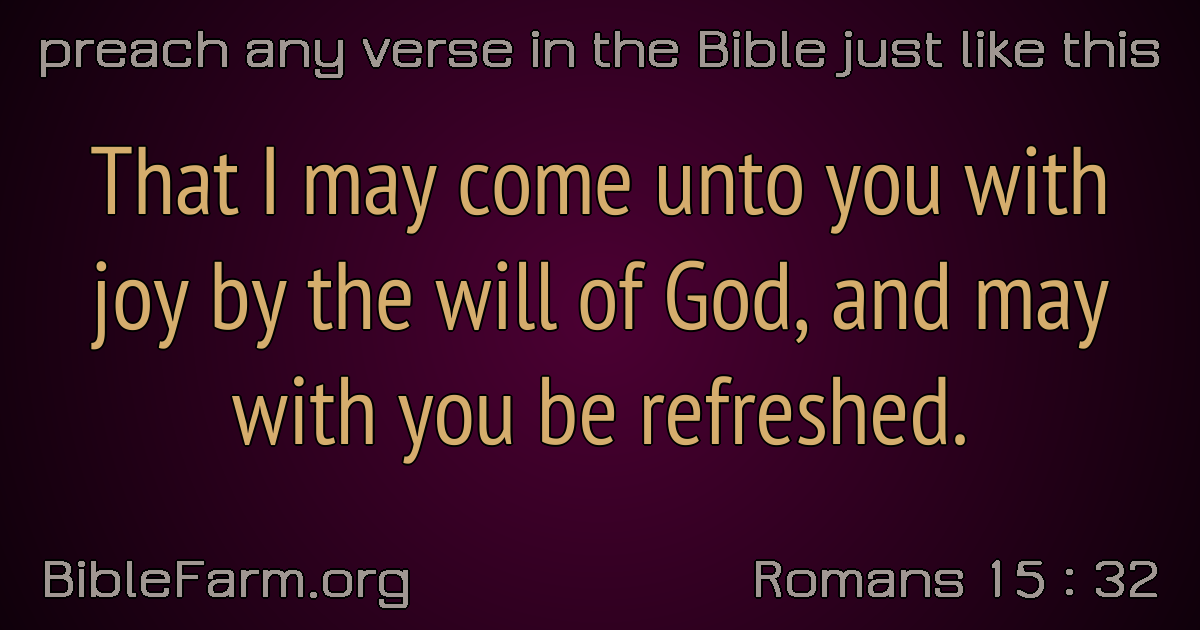 preach any verse in the Bible just like this
That I may come unto you with
joy by the will of God, and may
with you be refreshed.
BibleFarm.org
Romans 15 : 32